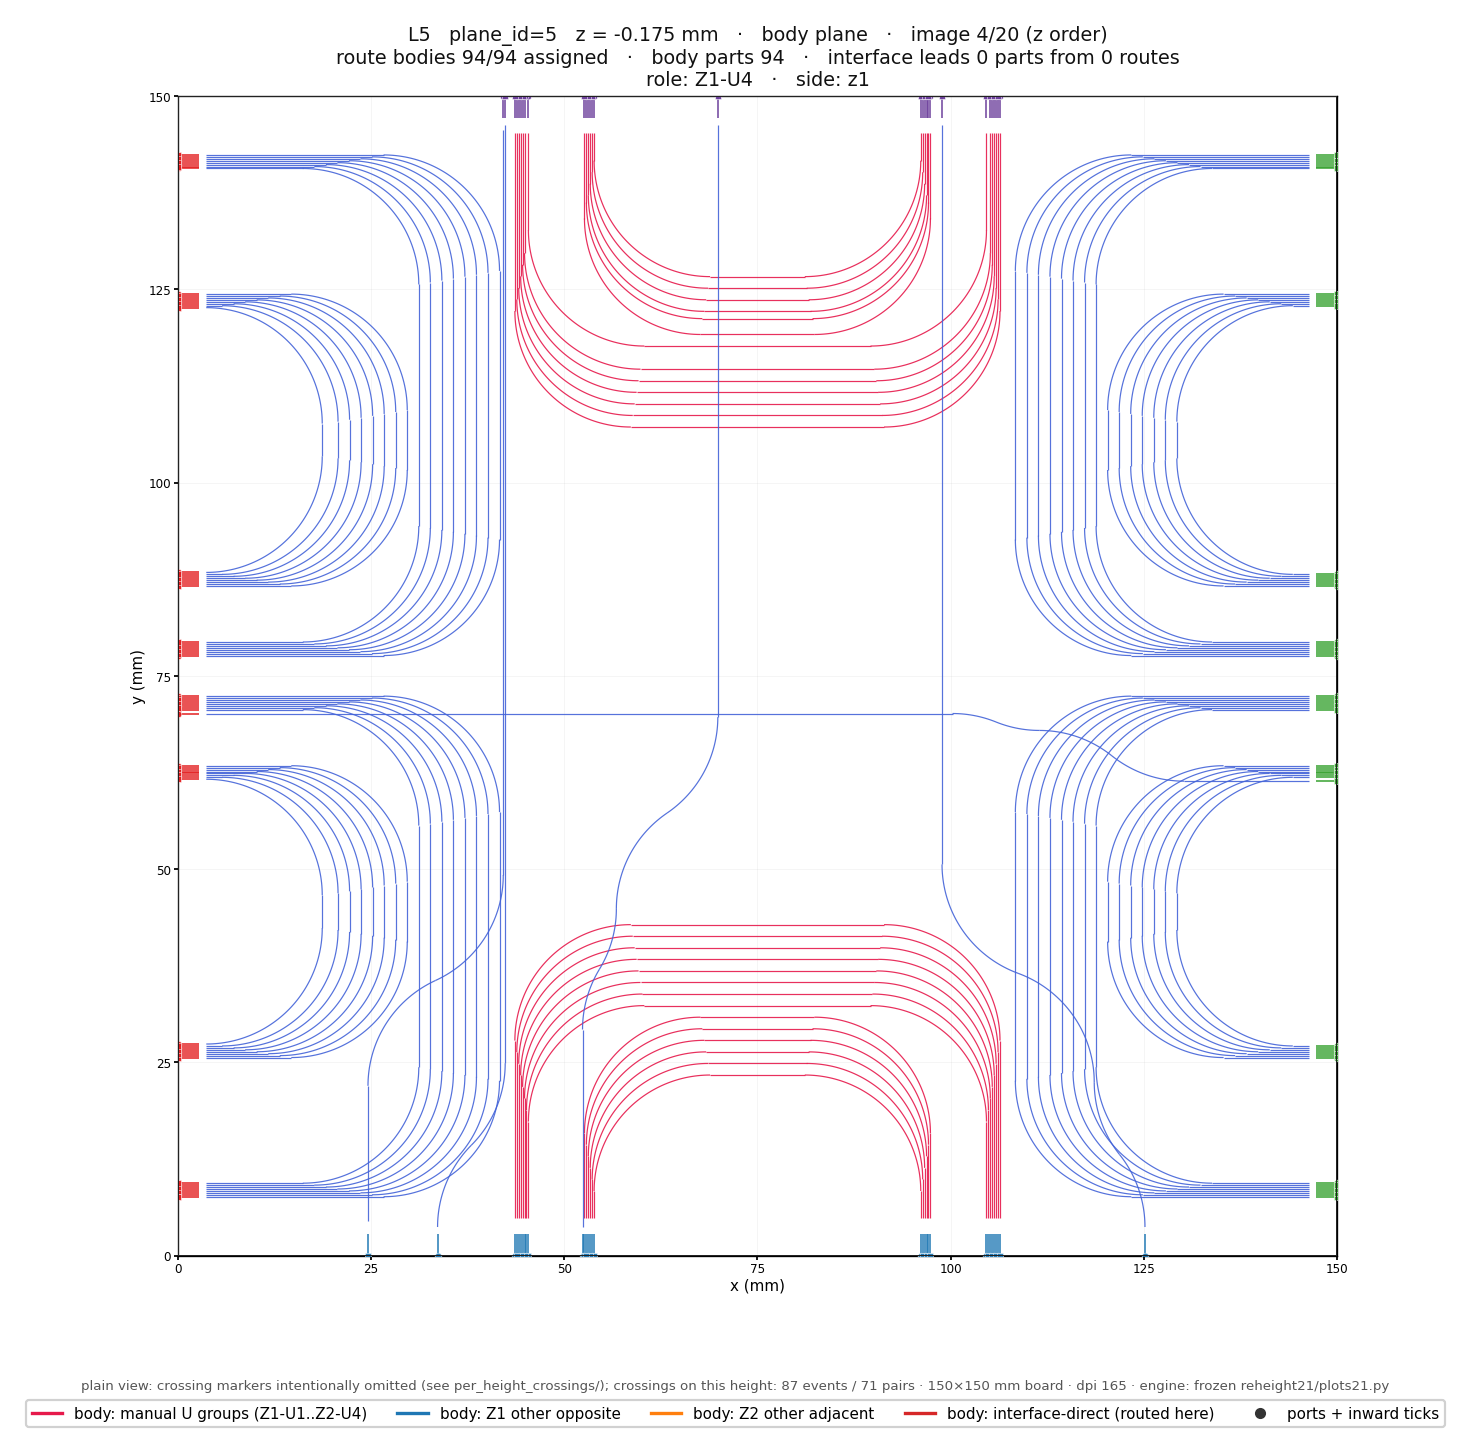 L5   plane_id=5   z = -0.175 mm   ·   body plane   ·   image 4/20 (z order)
route bodies 94/94 assigned   ·   body parts 94   ·   interface leads 0 parts from 0 routes
role: Z1-U4   ·   side: z1
150
125
100
75
50
25
0
y (mm)
0 25 50 75 100 125 150
x (mm)
plain view: crossing markers intentionally omitted (see per_height_crossings/); crossings on this height: 87 events / 71 pairs · 150×150 mm board · dpi 165 · engine: frozen reheight21/plots21.py
body: manual U groups (Z1-U1..Z2-U4) body: Z1 other opposite body: Z2 other adjacent body: interface-direct (routed here) ports + inward ticks